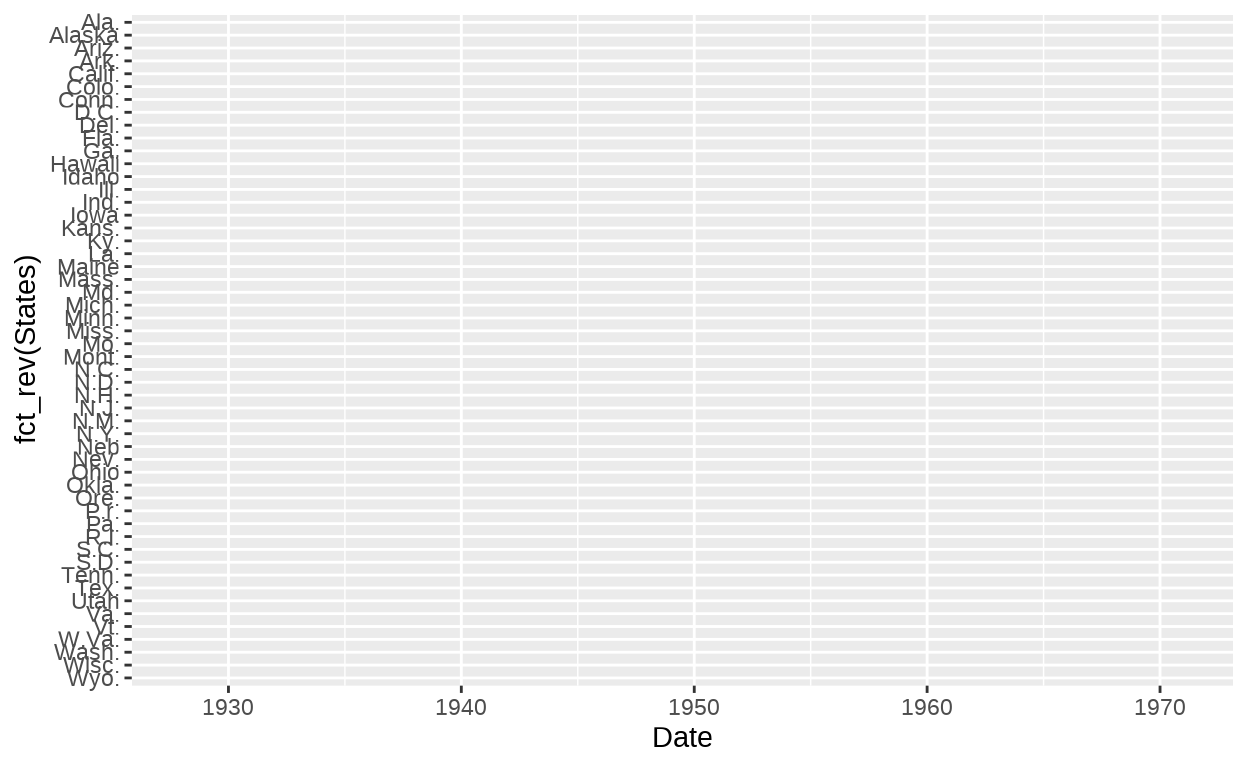 Ala.
Alaska
Ariz.
Ark.
Calif.
Colo.
Conn.
D.C.
Del.
Fla.
Ga.
Hawaii
Idaho
Ill.
Ind.
Iowa
Kans.
Ky.
La.
Maine
Mass.
Md.
Mich.
Minn.
Miss.
Mo.
Mont.
N.C.
N.D.
N.H.
N.J.
N.M.
N.Y.
Neb.
Nev.
Ohio
Okla.
Ore.
P.r.
Pa.
R.I.
S.C.
S.D.
Tenn.
Tex.
Utah
Va.
Vt.
W.Va.
Wash.
Wisc.
Wyo.
fct_rev(States)
1930 1940 1950 1960 1970
Date